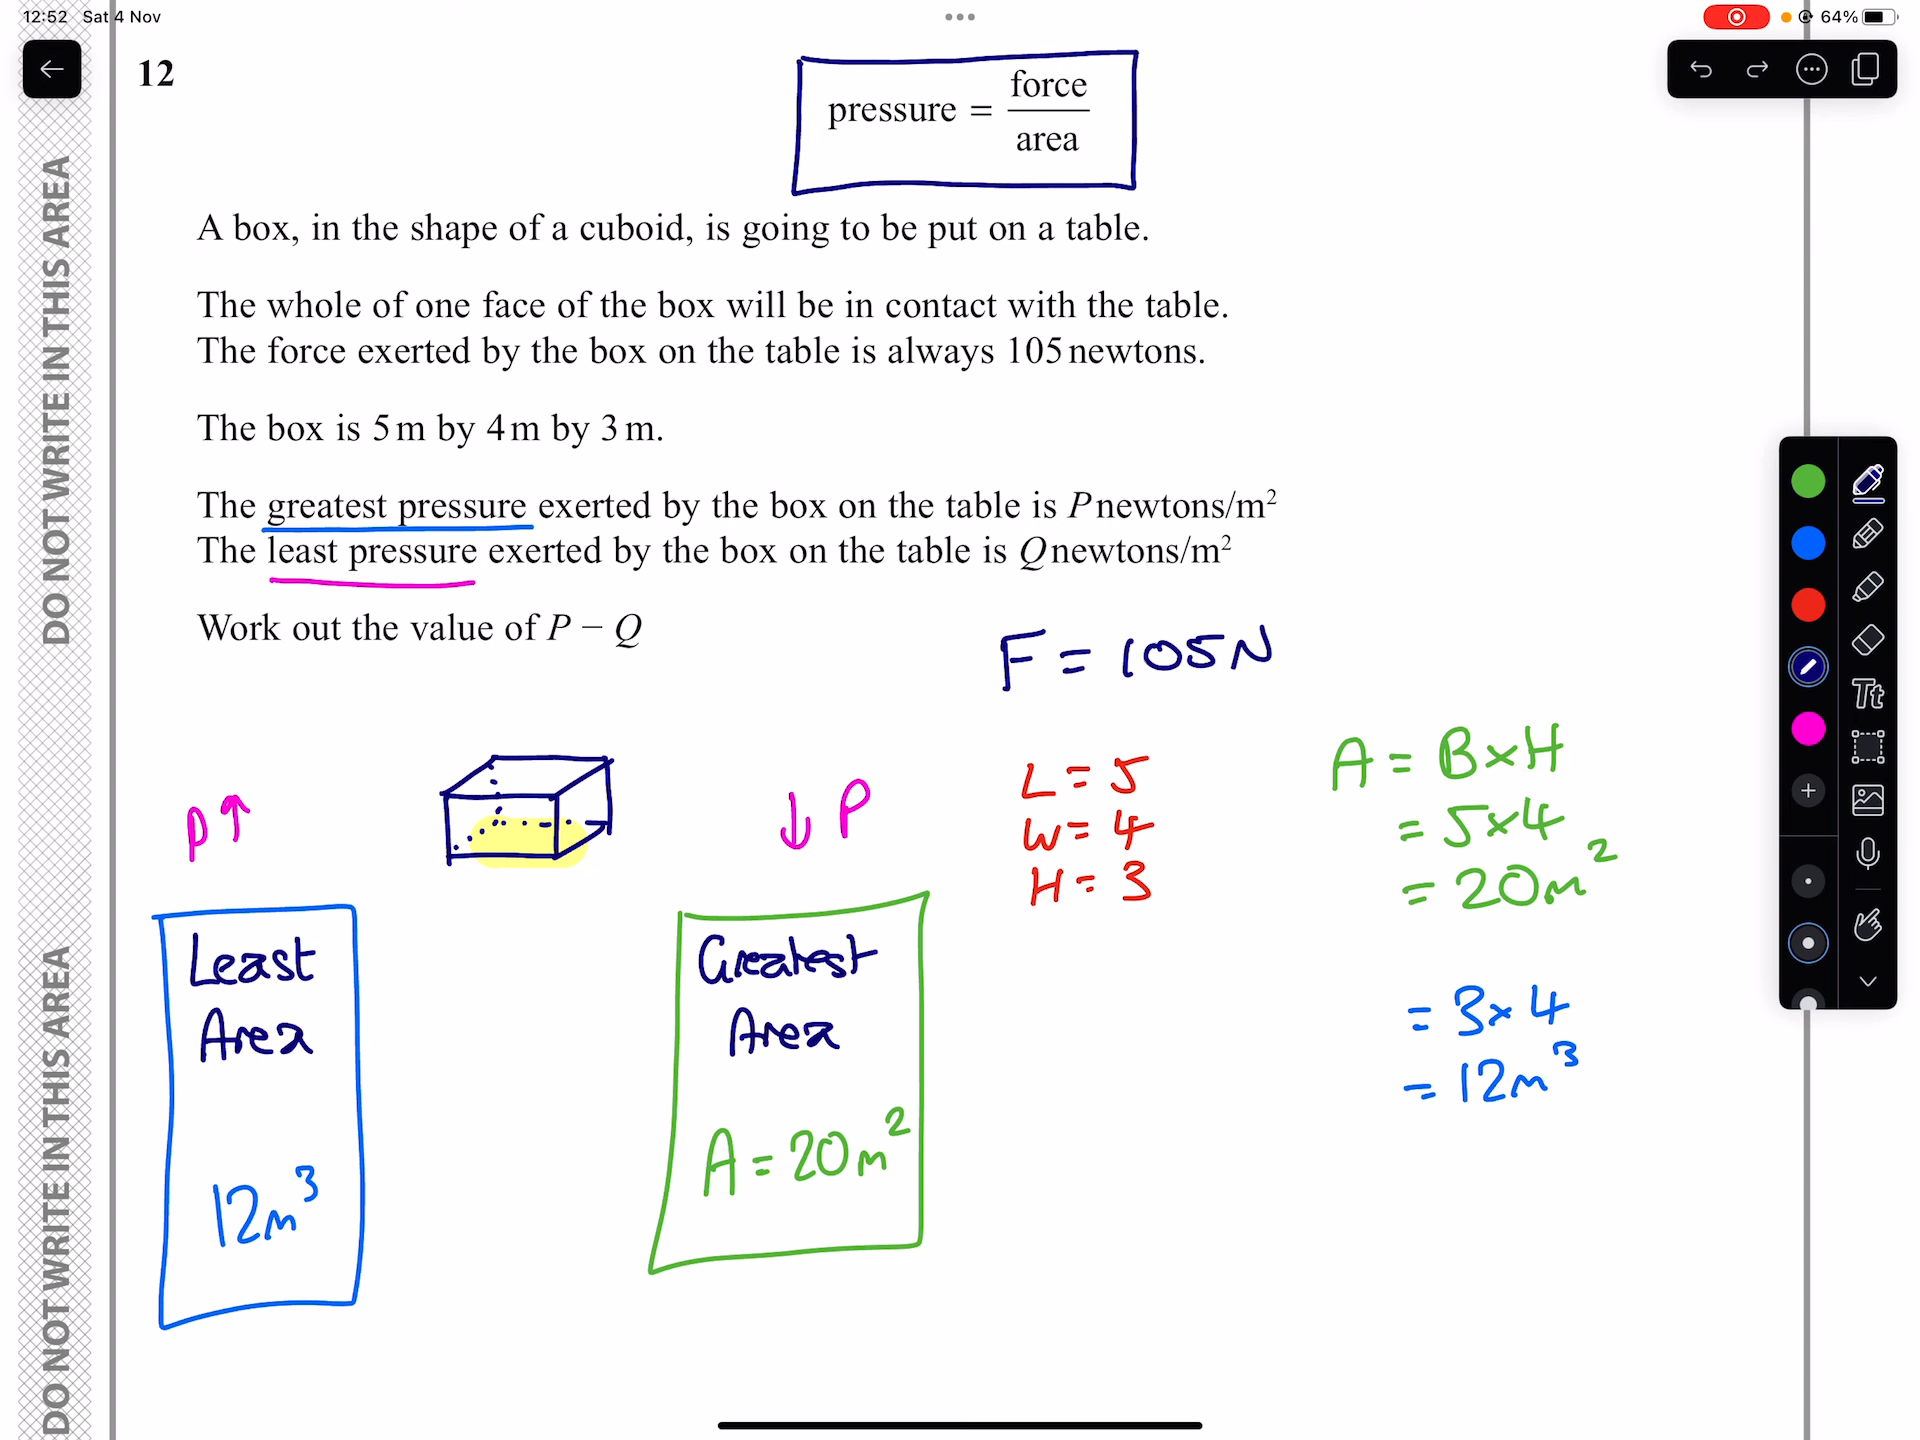 12:52 Sat 4 Nov
64%
12
pressure = force
area
A box, in the shape of a cuboid, is going to be put on a table.
The whole of one face of the box will be in contact with the table.
The force exerted by the box on the table is always 105 newtons.
The box is 5 m by 4 m by 3 m.
The greatest pressure exerted by the box on the table is P newtons/m²
The least pressure exerted by the box on the table is Q newtons/m²
Work out the value of P − Q
F = 105N
P↑
↓P
L = 5
W = 4
H = 3
A = B×H
= 5×4
= 20m²
= 3×4
= 12m³
Least
Area
12m³
Greatest
Area
A = 20m²
DO NOT WRITE IN THIS AREA
DO NOT WRITE IN THIS AREA
Tt